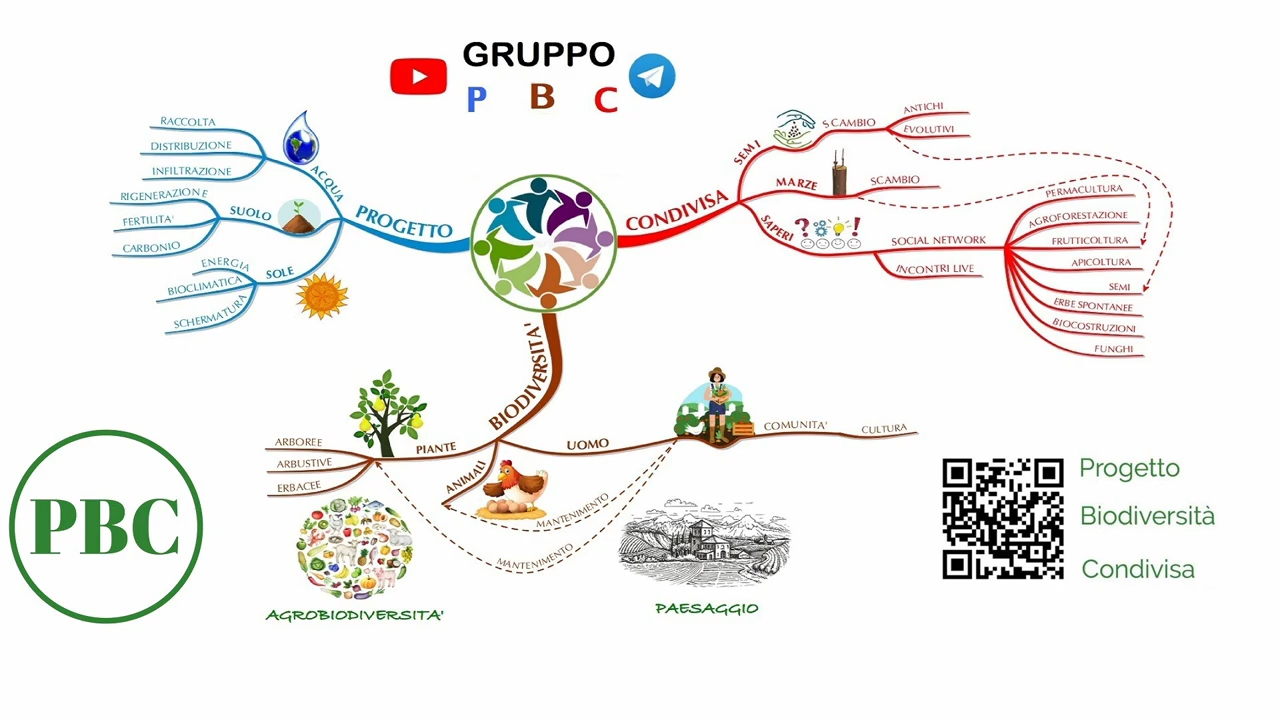 GRUPPO
P B C
PROGETTO
ACQUA
RACCOLTA
DISTRIBUZIONE
INFILTRAZIONE
SUOLO
RIGENERAZIONE
FERTILITA'
CARBONIO
SOLE
ENERGIA
BIOCLIMATICA
SCHERMATURA
CONDIVISA
SEMI
SCAMBIO
ANTICHI
EVOLUTIVI
MARZE
SCAMBIO
SAPERI
? !
SOCIAL NETWORK
INCONTRI LIVE
PERMACULTURA
AGROFORESTAZIONE
FRUTTICOLTURA
APICOLTURA
SEMI
ERBE SPONTANEE
BIOCOSTRUZIONI
FUNGHI
BIODIVERSITA'
PIANTE
ARBOREE
ARBUSTIVE
ERBACEE
ANIMALI
UOMO
COMUNITA'
CULTURA
MANTENIMENTO
MANTENIMENTO
AGROBIODIVERSITA'
PAESAGGIO
PBC
Progetto
Biodiversità
Condivisa